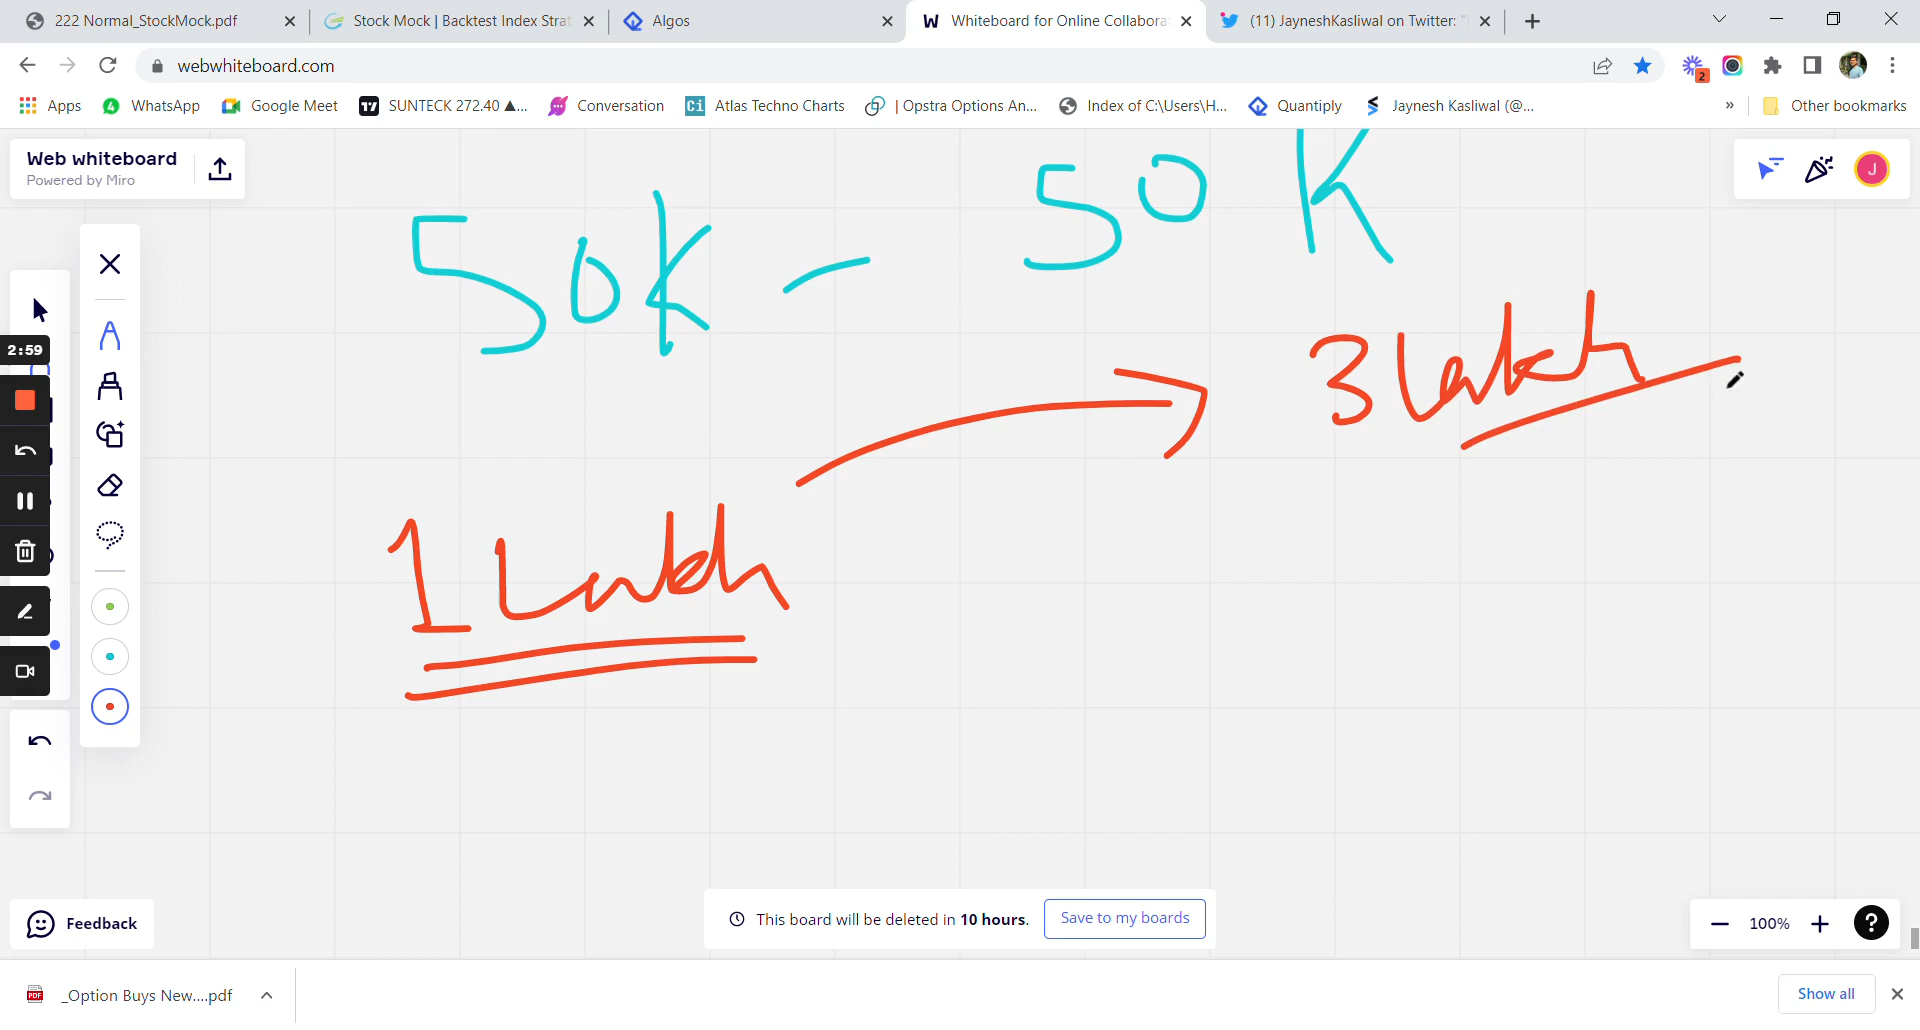 222 Normal_StockMock.pdf
Stock Mock | Backtest Index Strat
Algos
Whiteboard for Online Collabora
(11) JayneshKasliwal on Twitter: "
webwhiteboard.com
2
Apps
WhatsApp
Google Meet
SUNTECK 272.40 ▲...
Conversation
Atlas Techno Charts
| Opstra Options An...
Index of C:\Users\H...
Quantiply
Jaynesh Kasliwal (@...
»
Other bookmarks
Web whiteboard
Powered by Miro
J
50K - 50K
2:59
3 lakh
1 Lakh
Feedback
This board will be deleted in 10 hours.
Save to my boards
100%
?
PDF
_Option Buys New....pdf
Show all